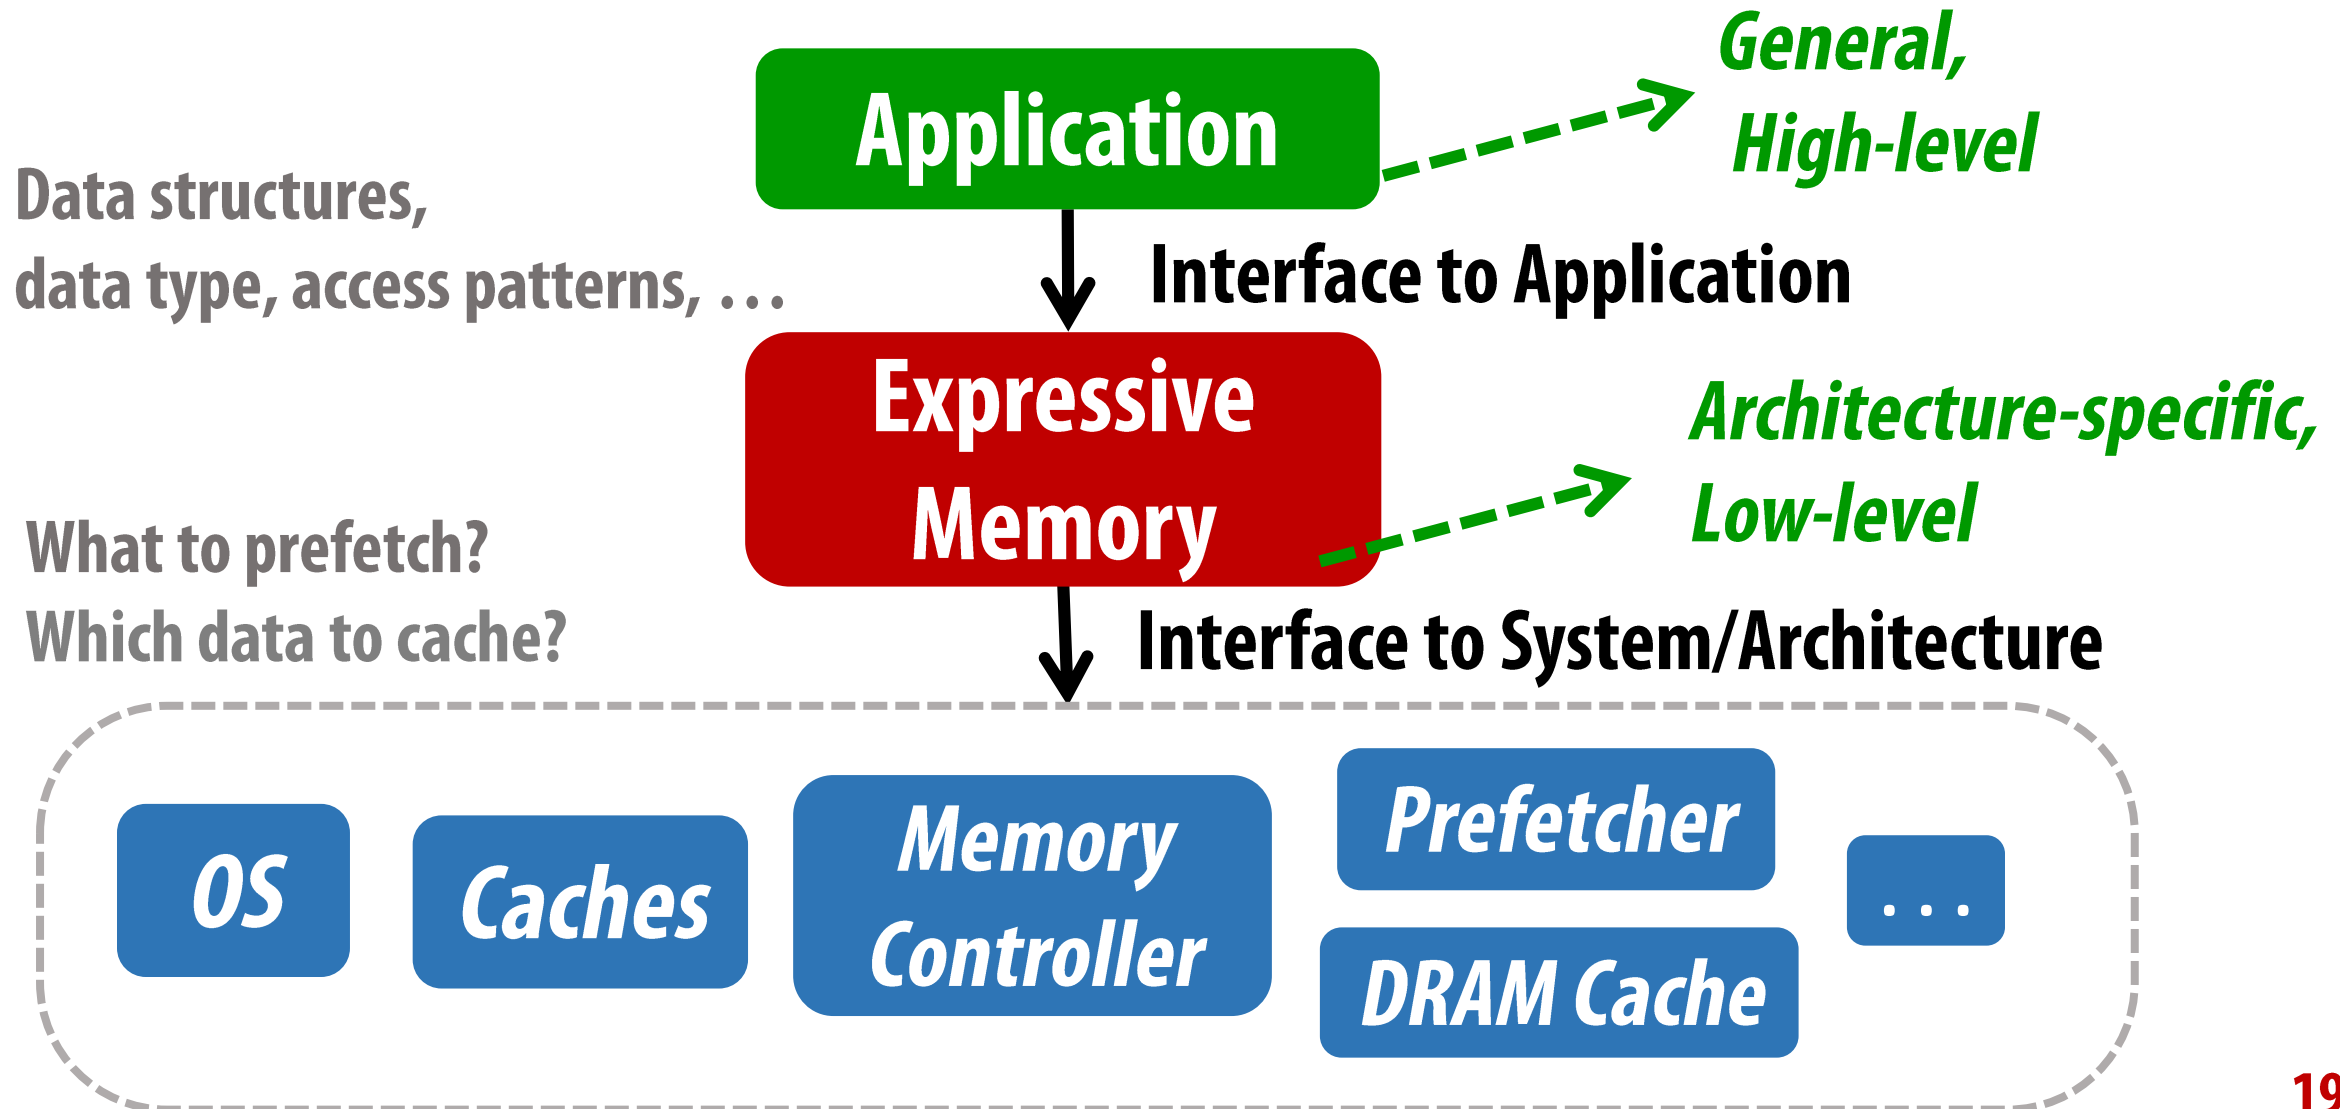 General,
High-level
Application
Data structures,
data type, access patterns, …
Interface to Application
Expressive
Memory
Architecture-specific,
Low-level
What to prefetch?
Which data to cache?
Interface to System/Architecture
OS
Caches
Memory
Controller
Prefetcher
DRAM Cache
...
19